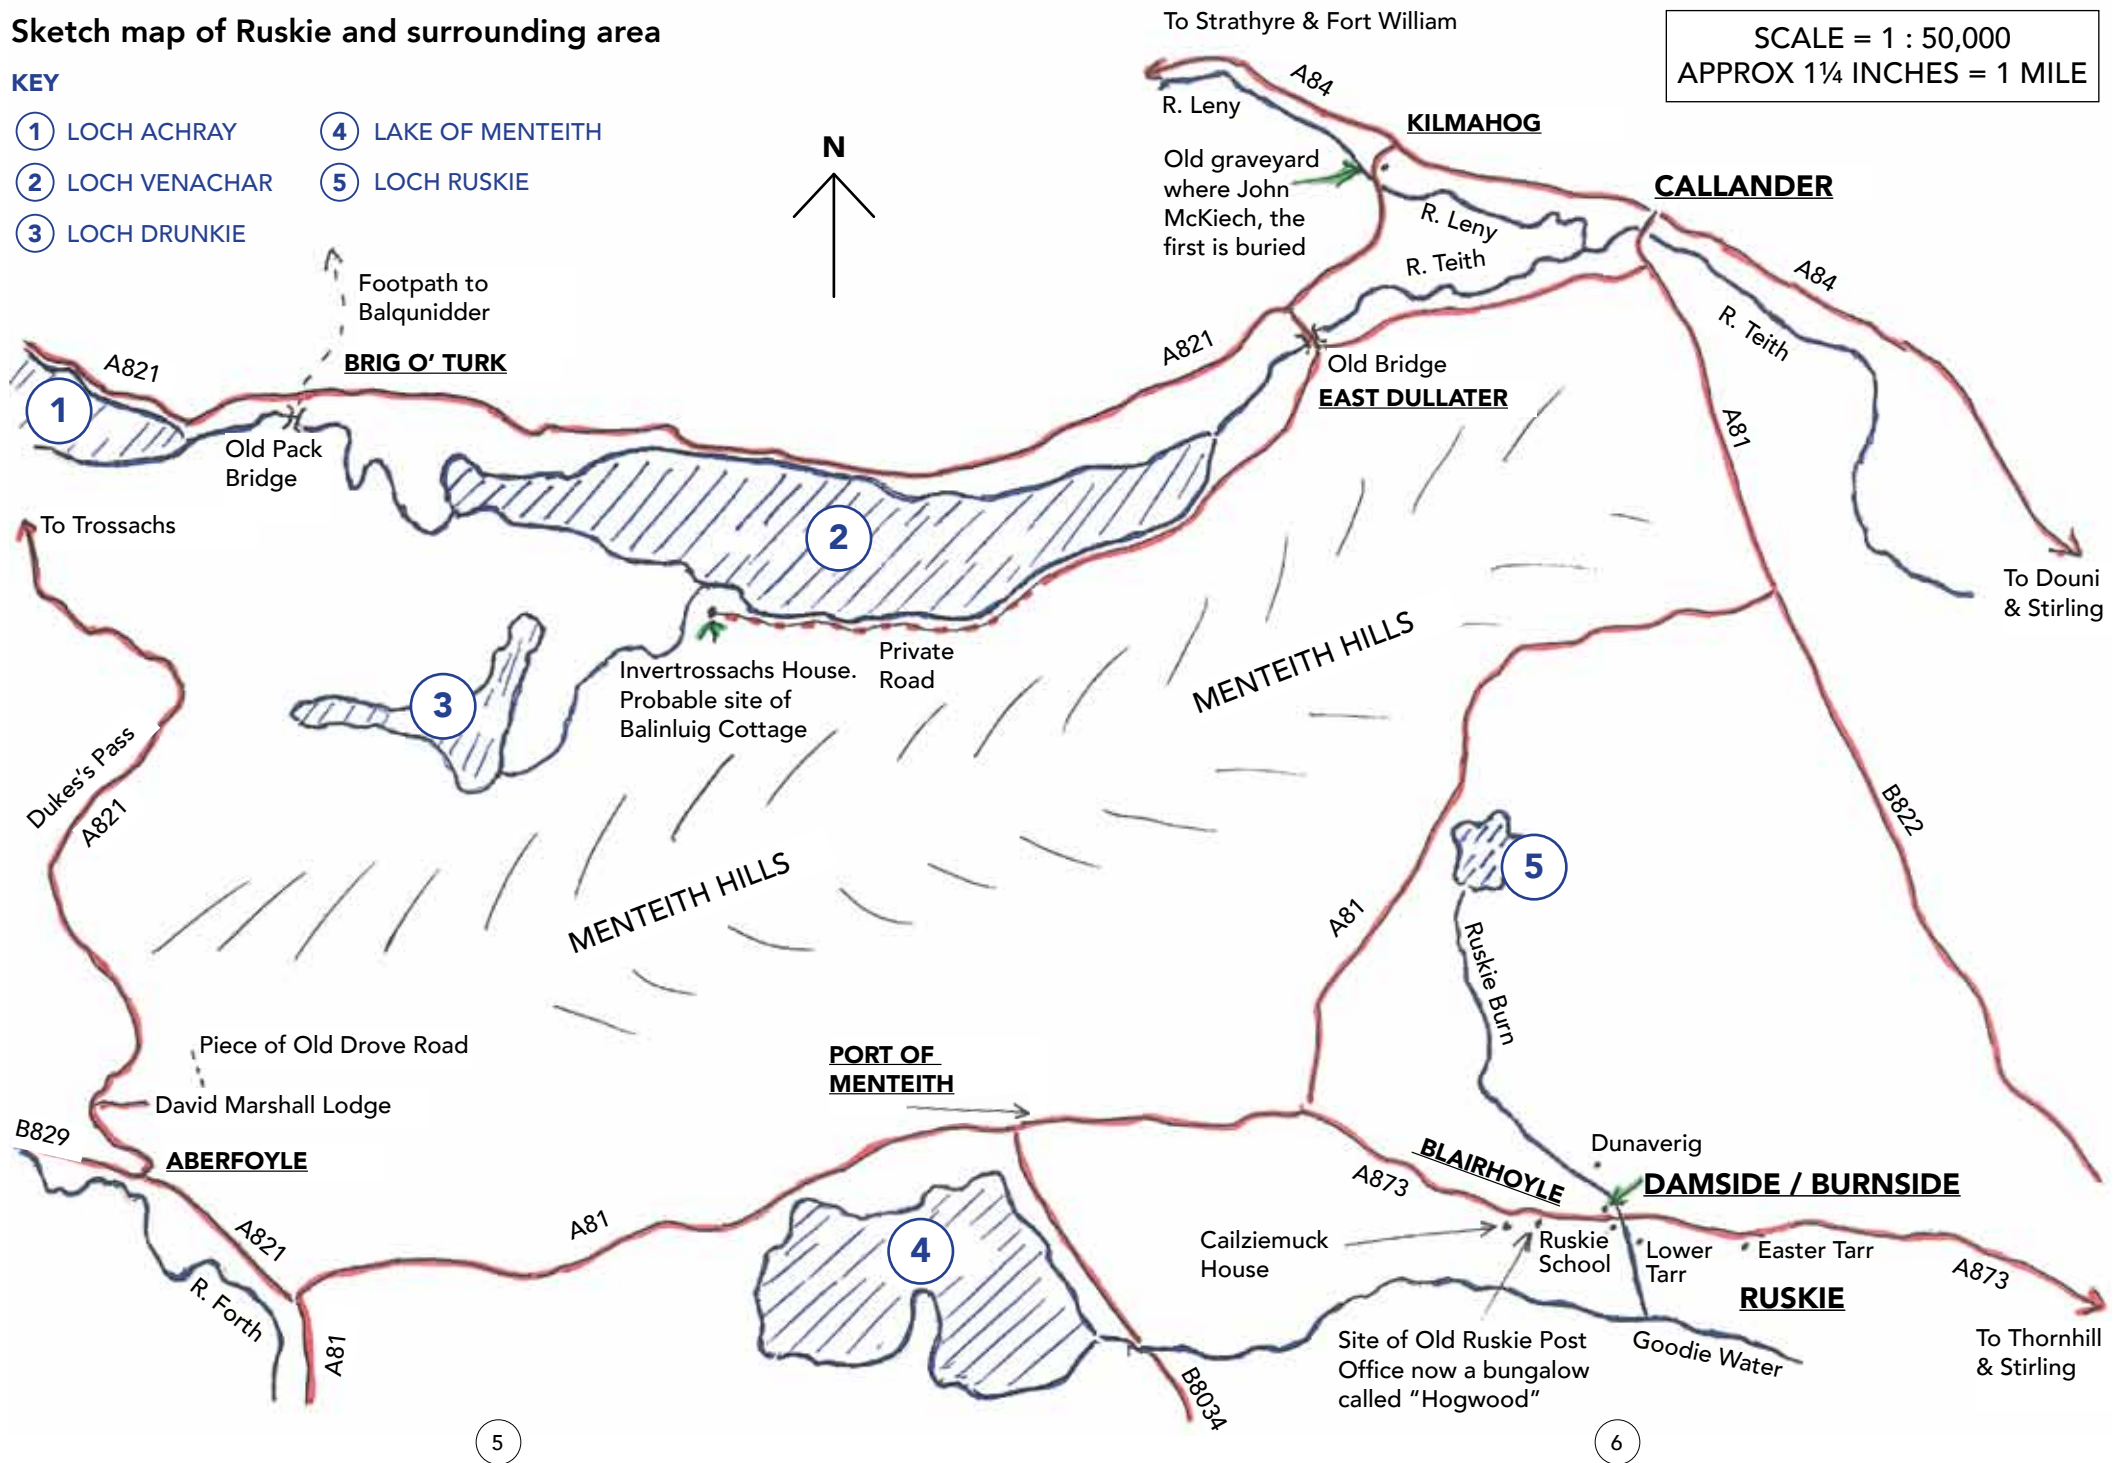 Sketch map of Ruskie and surrounding area
KEY
1 LOCH ACHRAY
2 LOCH VENACHAR
3 LOCH DRUNKIE
4 LAKE OF MENTEITH
5 LOCH RUSKIE
N
To Strathyre & Fort William
SCALE = 1 : 50,000
APPROX 1¼ INCHES = 1 MILE
A84
R. Leny
KILMAHOG
Old graveyard
where John
McKiech, the
first is buried
CALLANDER
R. Leny
R. Teith
A84
R. Teith
Footpath to
Balqunidder
A821
BRIG O’ TURK
A821
Old Bridge
EAST DULLATER
1
Old Pack
Bridge
A81
To Trossachs
2
To Douni
& Stirling
MENTEITH HILLS
Private
Road
Invertrossachs House.
Probable site of
Balinluig Cottage
3
Dukes’s Pass
A821
B822
5
MENTEITH HILLS
A81
Ruskie Burn
Piece of Old Drove Road
PORT OF
MENTEITH
David Marshall Lodge
B829
ABERFOYLE
Dunaverig
BLAIRHOYLE
A873
DAMSIDE / BURNSIDE
A821
A81
4
Cailziemuck
House
Ruskie
School
Lower
Tarr
Easter Tarr
A873
RUSKIE
R. Forth
A81
Site of Old Ruskie Post
Office now a bungalow
called “Hogwood”
Goodie Water
To Thornhill
& Stirling
B8034
5
6